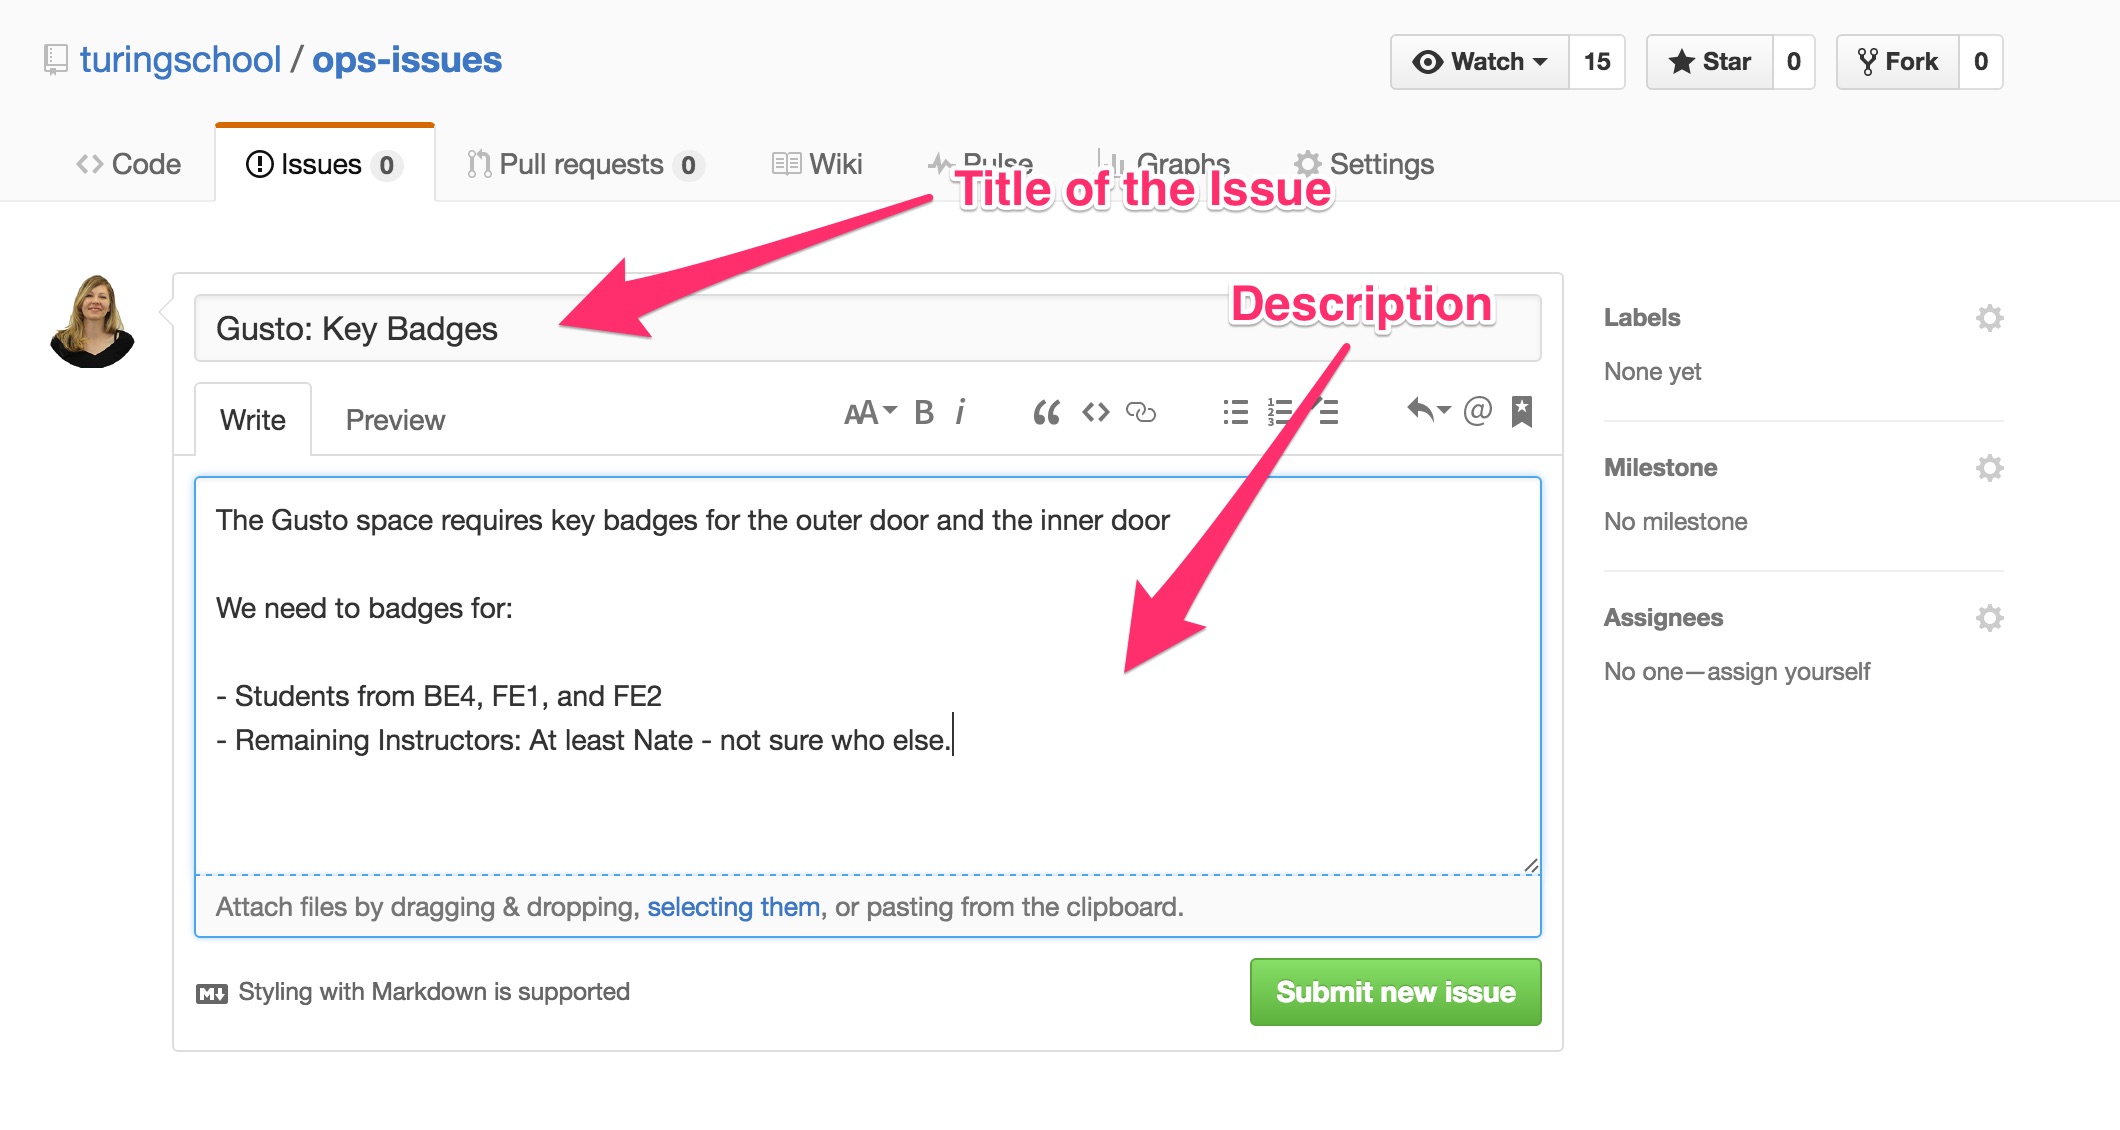 turingschool / ops-issues
Watch 15 Star 0 Fork 0
Code Issues 0 Pull requests 0 Wiki Pulse Graphs Settings
Title of the Issue
Gusto: Key Badges
Description
Labels
None yet
Write Preview
AA B i
Milestone
No milestone
The Gusto space requires key badges for the outer door and the inner door
We need to badges for:
Assignees
No one—assign yourself
- Students from BE4, FE1, and FE2
- Remaining Instructors: At least Nate - not sure who else.
Attach files by dragging & dropping, selecting them, or pasting from the clipboard.
Styling with Markdown is supported
Submit new issue